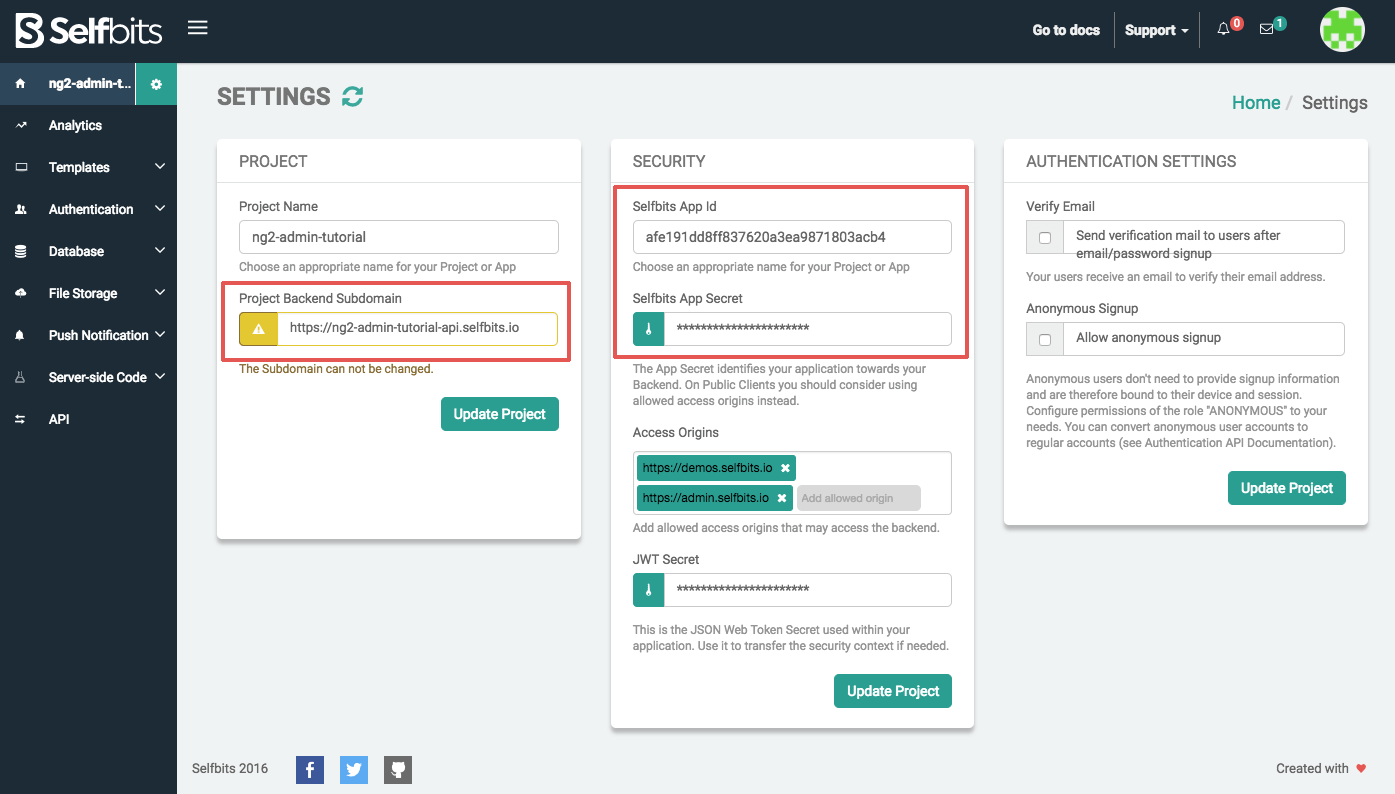 Selfbits
Go to docs
Support
0
1
ng2-admin-t...
Analytics
Templates
Authentication
Database
File Storage
Push Notification
Server-side Code
API
SETTINGS
Home / Settings
PROJECT
Project Name
ng2-admin-tutorial
Choose an appropriate name for your Project or App
Project Backend Subdomain
https://ng2-admin-tutorial-api.selfbits.io
The Subdomain can not be changed.
Update Project
SECURITY
Selfbits App Id
afe191dd8ff837620a3ea9871803acb4
Choose an appropriate name for your Project or App
Selfbits App Secret
**********************
The App Secret identifies your application towards your
Backend. On Public Clients you should consider using
allowed access origins instead.
Access Origins
https://demos.selfbits.io
https://admin.selfbits.io
Add allowed origin
Add allowed access origins that may access the backend.
JWT Secret
**********************
This is the JSON Web Token Secret used within your
application. Use it to transfer the security context if needed.
Update Project
AUTHENTICATION SETTINGS
Verify Email
Send verification mail to users after
email/password signup
Your users receive an email to verify their email address.
Anonymous Signup
Allow anonymous signup
Anonymous users don't need to provide signup information
and are therefore bound to their device and session.
Configure permissions of the role "ANONYMOUS" to your
needs. You can convert anonymous user accounts to
regular accounts (see Authentication API Documentation).
Update Project
Selfbits 2016
Created with